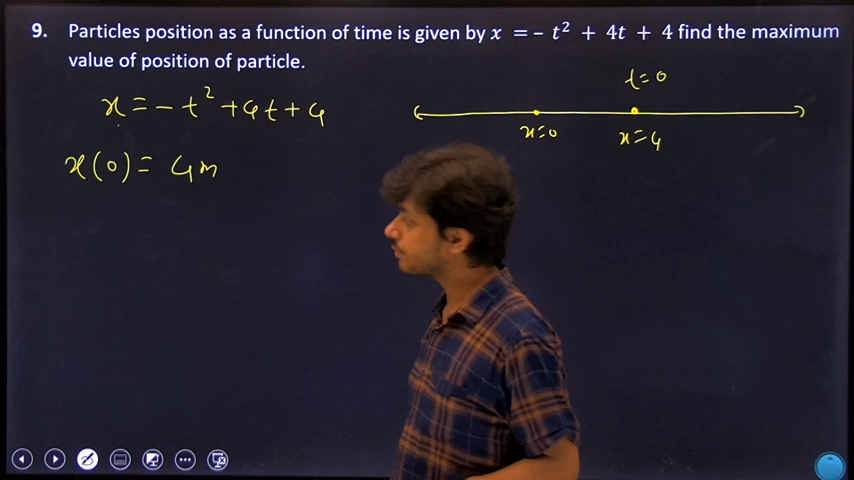 9. Particles position as a function of time is given by x = − t² + 4t + 4 find the maximum
value of position of particle.
t=0
x = − t² + 4t + 4
x=0 x=4
x(0) = 4m